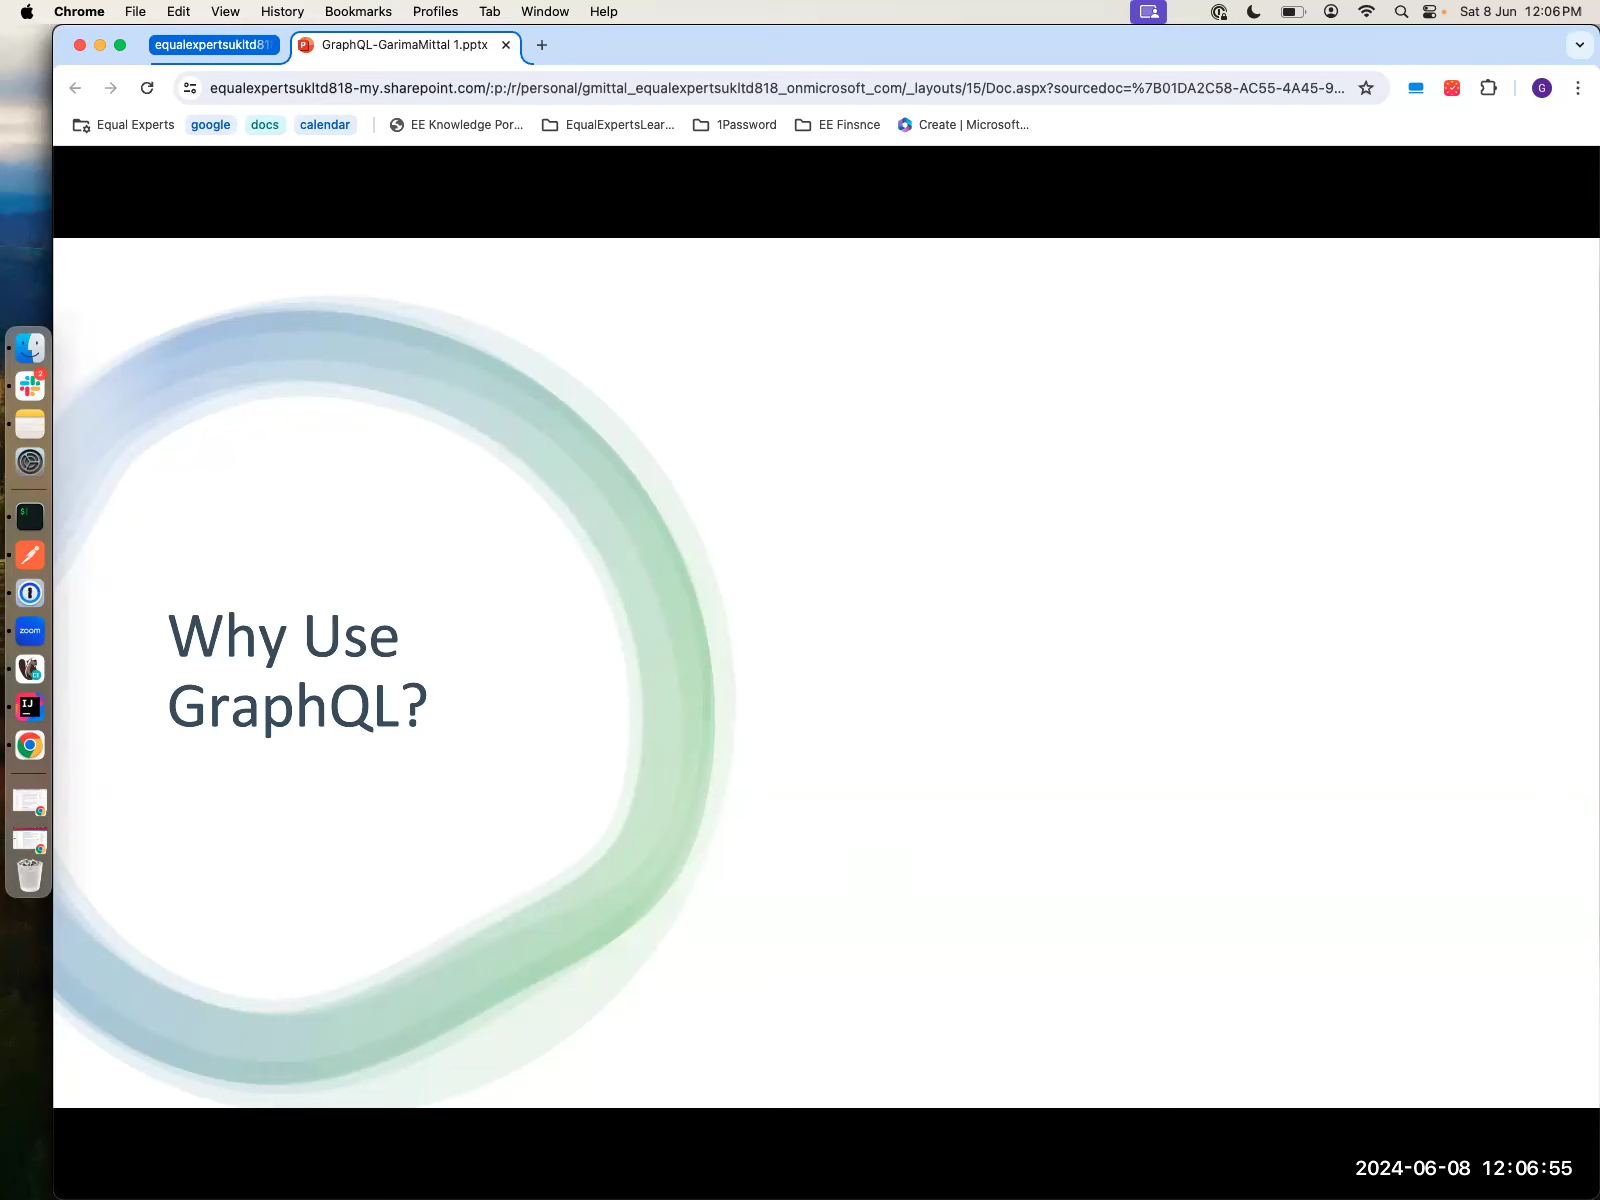 Chrome File Edit View History Bookmarks Profiles Tab Window Help Sat 8 Jun 12:06 PM
equalexpertsukltd81 GraphQL-GarimaMittal 1.pptx
equalexpertsukltd818-my.sharepoint.com/:p:/r/personal/gmittal_equalexpertsukltd818_onmicrosoft_com/_layouts/15/Doc.aspx?sourcedoc=%7B01DA2C58-AC55-4A45-9... G
Equal Experts google docs calendar EE Knowledge Por... EqualExpertsLear... 1Password EE Finsnce Create | Microsoft...
2
$
zoom
IJ
Why Use
GraphQL?
2024-06-08 12:06:55